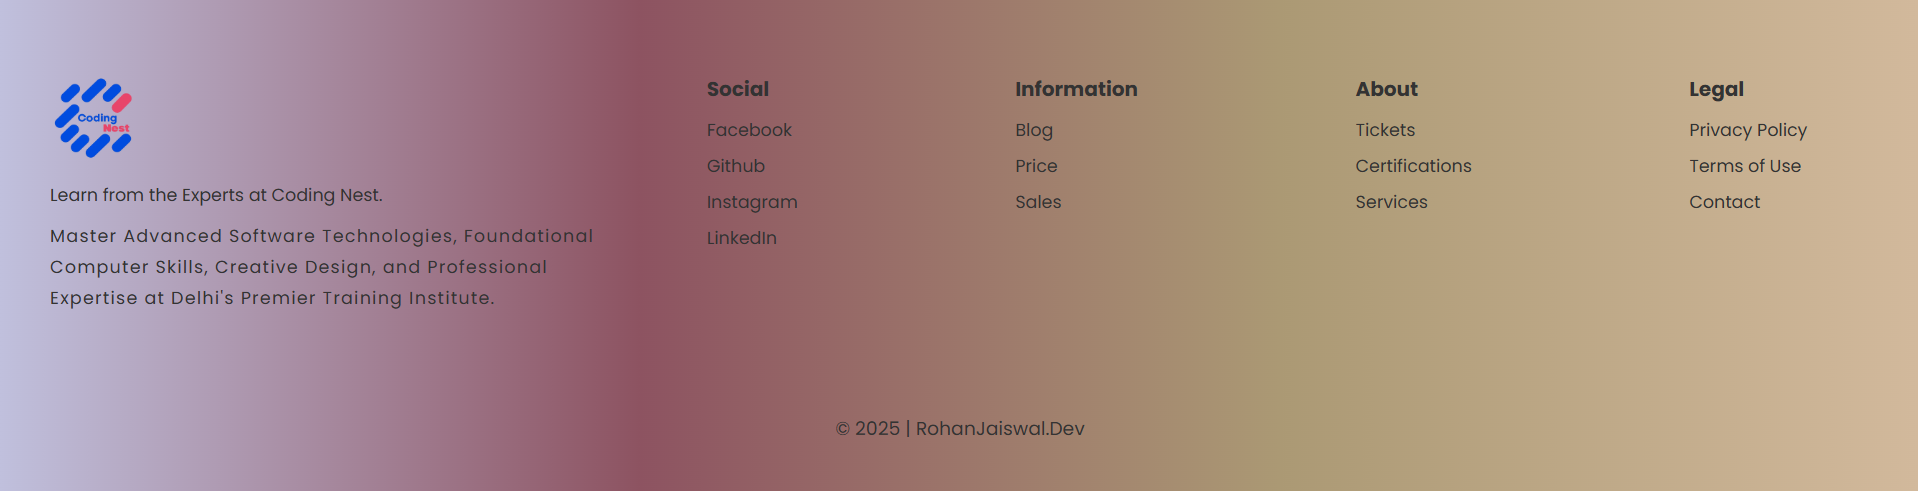 Coding
Nest
Learn from the Experts at Coding Nest.
Master Advanced Software Technologies, Foundational
Computer Skills, Creative Design, and Professional
Expertise at Delhi's Premier Training Institute.
Social
Facebook
Github
Instagram
LinkedIn
Information
Blog
Price
Sales
About
Tickets
Certifications
Services
Legal
Privacy Policy
Terms of Use
Contact
© 2025 | RohanJaiswal.Dev